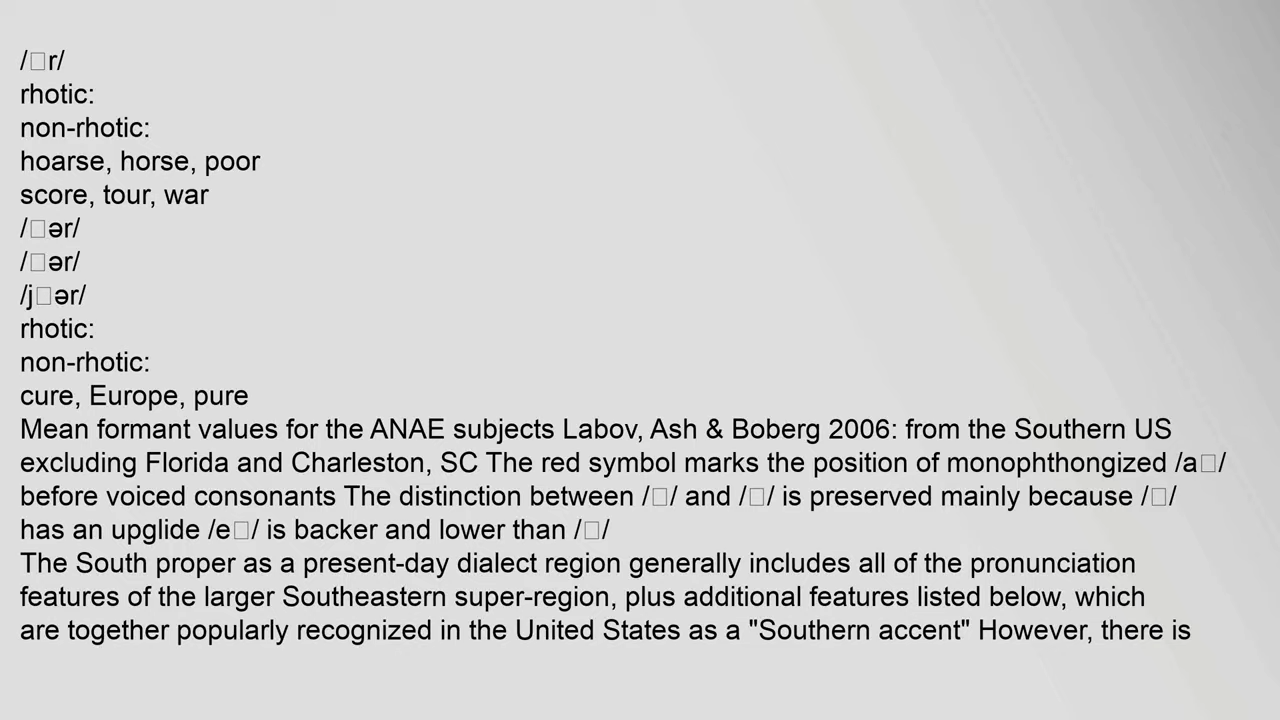 /□r/
rhotic:
non-rhotic:
hoarse, horse, poor
score, tour, war
/□ər/
/□ər/
/j□ər/
rhotic:
non-rhotic:
cure, Europe, pure
Mean formant values for the ANAE subjects Labov, Ash & Boberg 2006: from the Southern US
excluding Florida and Charleston, SC The red symbol marks the position of monophthongized /a□/
before voiced consonants The distinction between /□/ and /□/ is preserved mainly because /□/
has an upglide /e□/ is backer and lower than /□/
The South proper as a present-day dialect region generally includes all of the pronunciation
features of the larger Southeastern super-region, plus additional features listed below, which
are together popularly recognized in the United States as a "Southern accent" However, there is